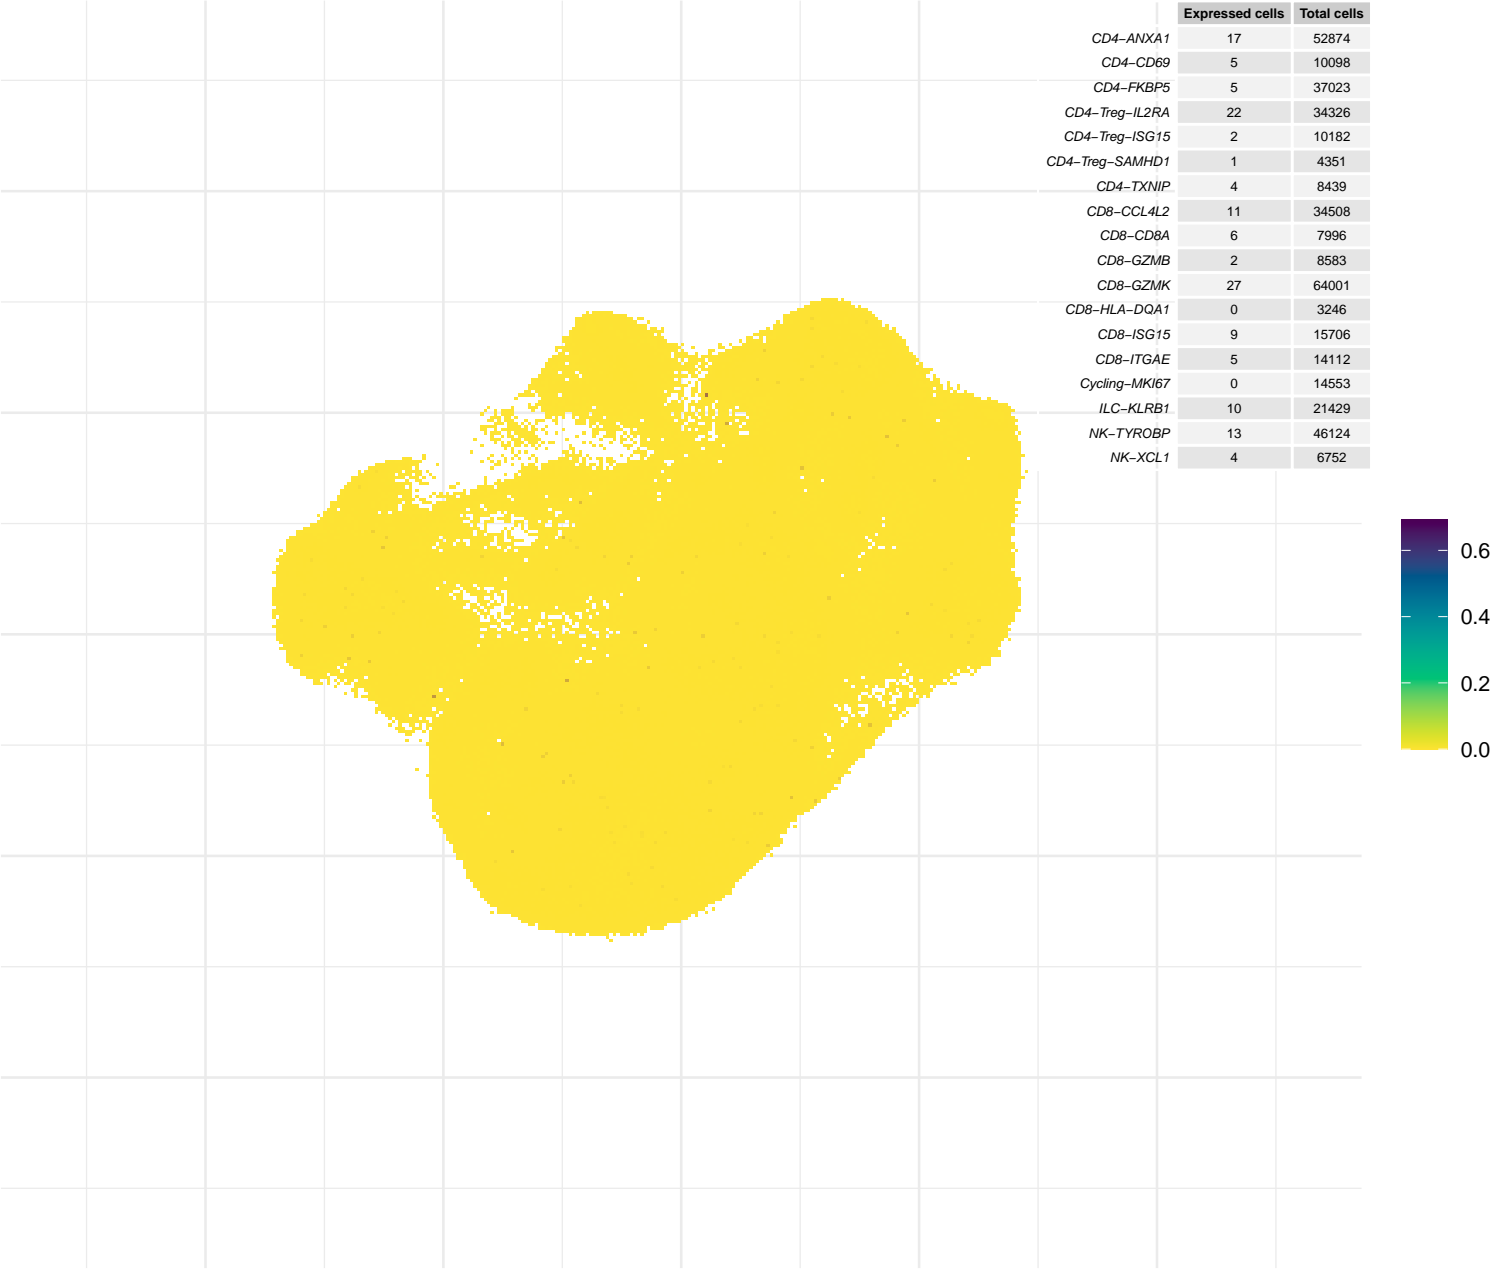 Expressed cells Total cells
CD4−ANXA1 17 52874
CD4−CD69 5 10098
CD4−FKBP5 5 37023
CD4−Treg−IL2RA 22 34326
CD4−Treg−ISG15 2 10182
CD4−Treg−SAMHD1 1 4351
CD4−TXNIP 4 8439
CD8−CCL4L2 11 34508
CD8−CD8A 6 7996
CD8−GZMB 2 8583
CD8−GZMK 27 64001
CD8−HLA−DQA1 0 3246
CD8−ISG15 9 15706
CD8−ITGAE 5 14112
Cycling−MKI67 0 14553
ILC−KLRB1 10 21429
NK−TYROBP 13 46124
NK−XCL1 4 6752
0.6
0.4
0.2
0.0